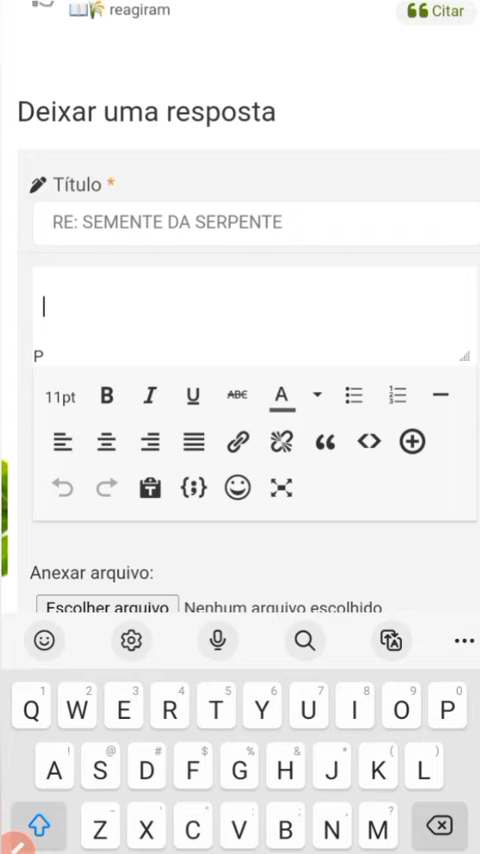 reagiram
Citar
Deixar uma resposta
Título *
RE: SEMENTE DA SERPENTE
P
11pt B I U ABC A
Anexar arquivo:
Escolher arquivo Nenhum arquivo escolhido
1 2 3 4 5 6 7 8 9 0
Q W E R T Y U I O P
! @ # $ % & * ( )
A S D F G H J K L
Z X C V B N M